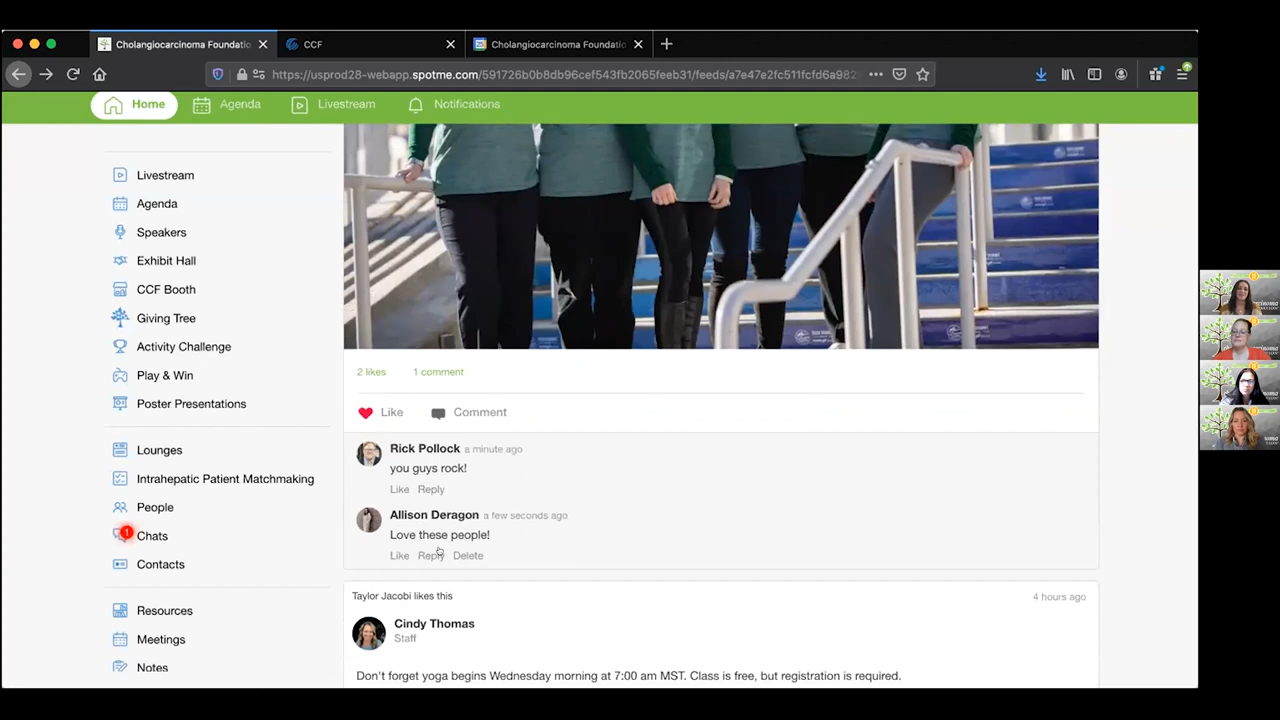 Cholangiocarcinoma Foundatio
CCF
Cholangiocarcinoma Foundatio
https://usprod28-webapp.spotme.com/591726b0b8db96cef543fb2065feeb31/feeds/a7e47e2fc511fcfd6a982
Home
Agenda
Livestream
Notifications
Livestream
Agenda
Speakers
Exhibit Hall
CCF Booth
Giving Tree
Activity Challenge
Play & Win
Poster Presentations
Lounges
Intrahepatic Patient Matchmaking
People
1
Chats
Contacts
Resources
Meetings
Notes
2 likes 1 comment
Like Comment
Rick Pollock a minute ago
you guys rock!
Like Reply
Allison Deragon a few seconds ago
Love these people!
Like Reply Delete
Taylor Jacobi likes this 4 hours ago
Cindy Thomas
Staff
Don't forget yoga begins Wednesday morning at 7:00 am MST. Class is free, but registration is required.